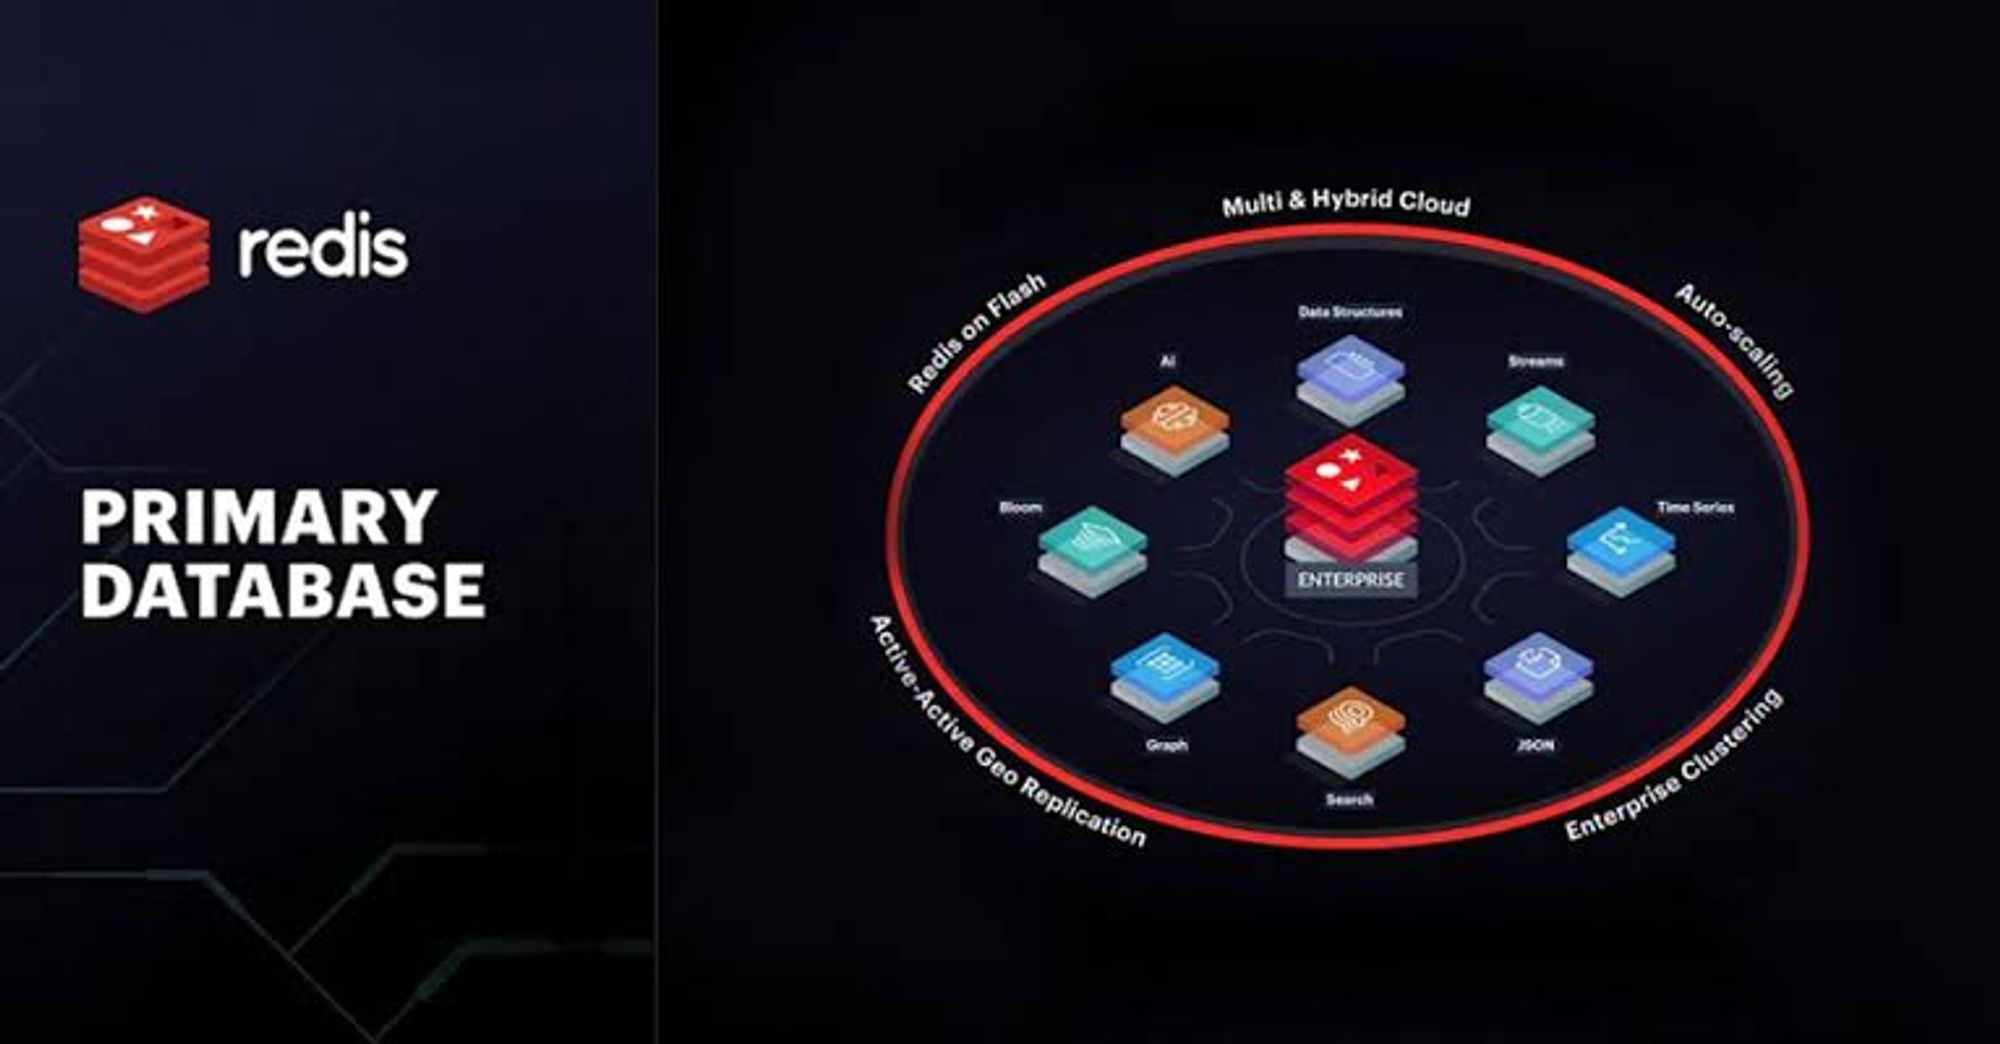 redis
PRIMARY
DATABASE
Multi & Hybrid Cloud
Redis on Flash
Auto-scaling
Data Structures
AI
Streams
Bloom
Time Series
ENTERPRISE
Graph
JSON
Search
Active-Active Geo Replication
Enterprise Clustering